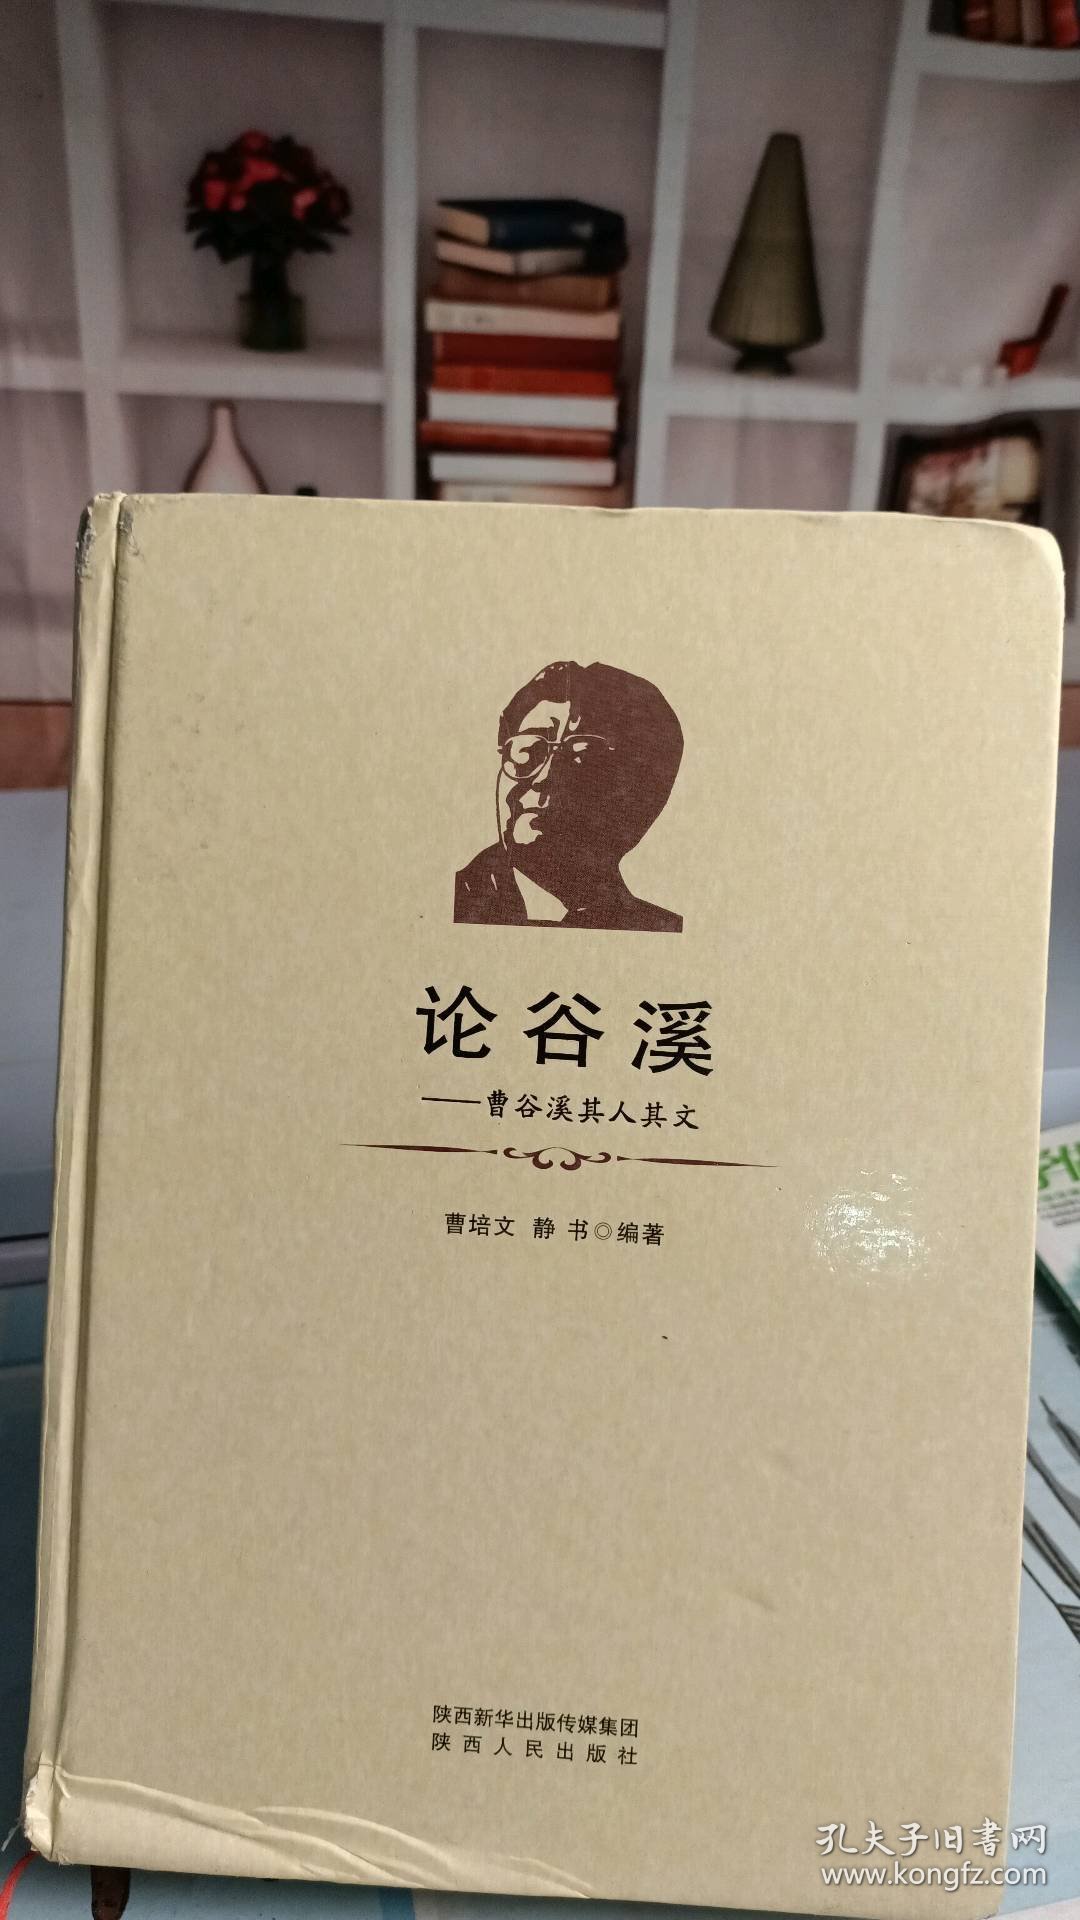 论谷溪
——曹谷溪其人其文
曹培文 静 书◎编著
陕西新华出版传媒集团
陕西人民出版社
孔夫子旧书网
www.kongfz.com